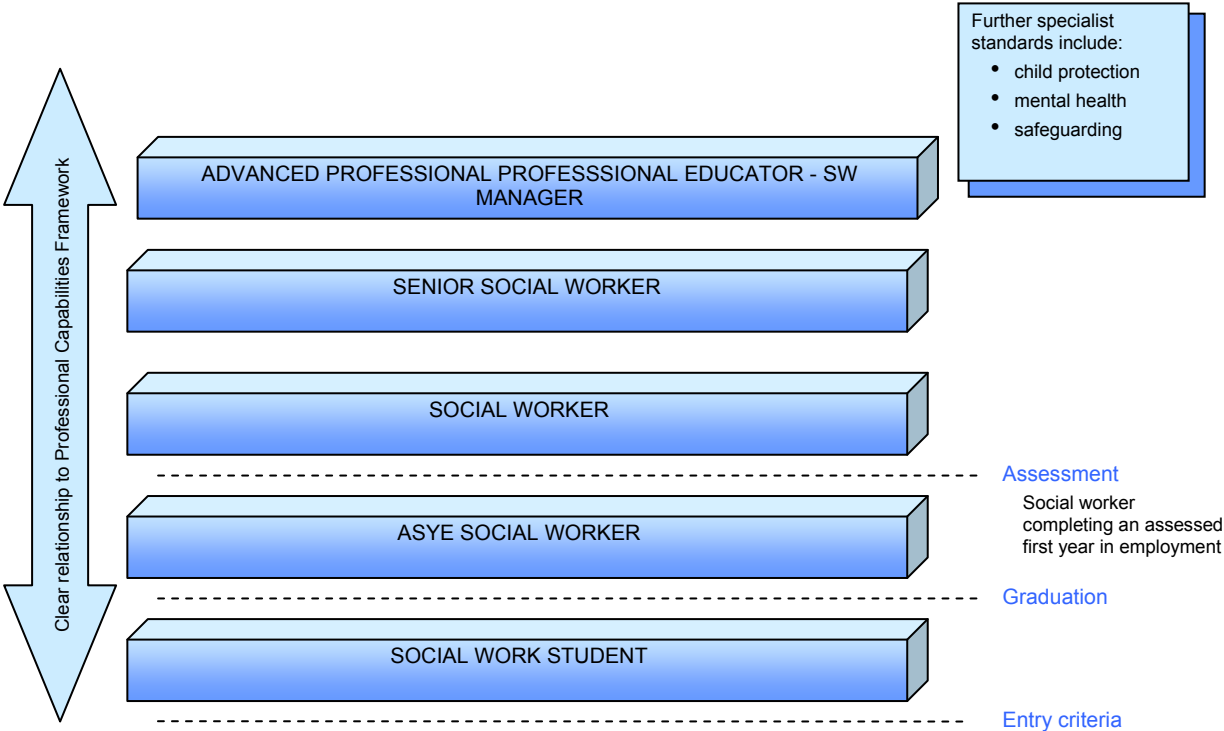 Further specialist
standards include:
• child protection
• mental health
• safeguarding
Clear relationship to Professional Capabilities Framework
ADVANCED PROFESSIONAL PROFESSSIONAL EDUCATOR - SW
MANAGER
SENIOR SOCIAL WORKER
SOCIAL WORKER
Assessment
Social worker
completing an assessed
first year in employment
ASYE SOCIAL WORKER
Graduation
SOCIAL WORK STUDENT
Entry criteria